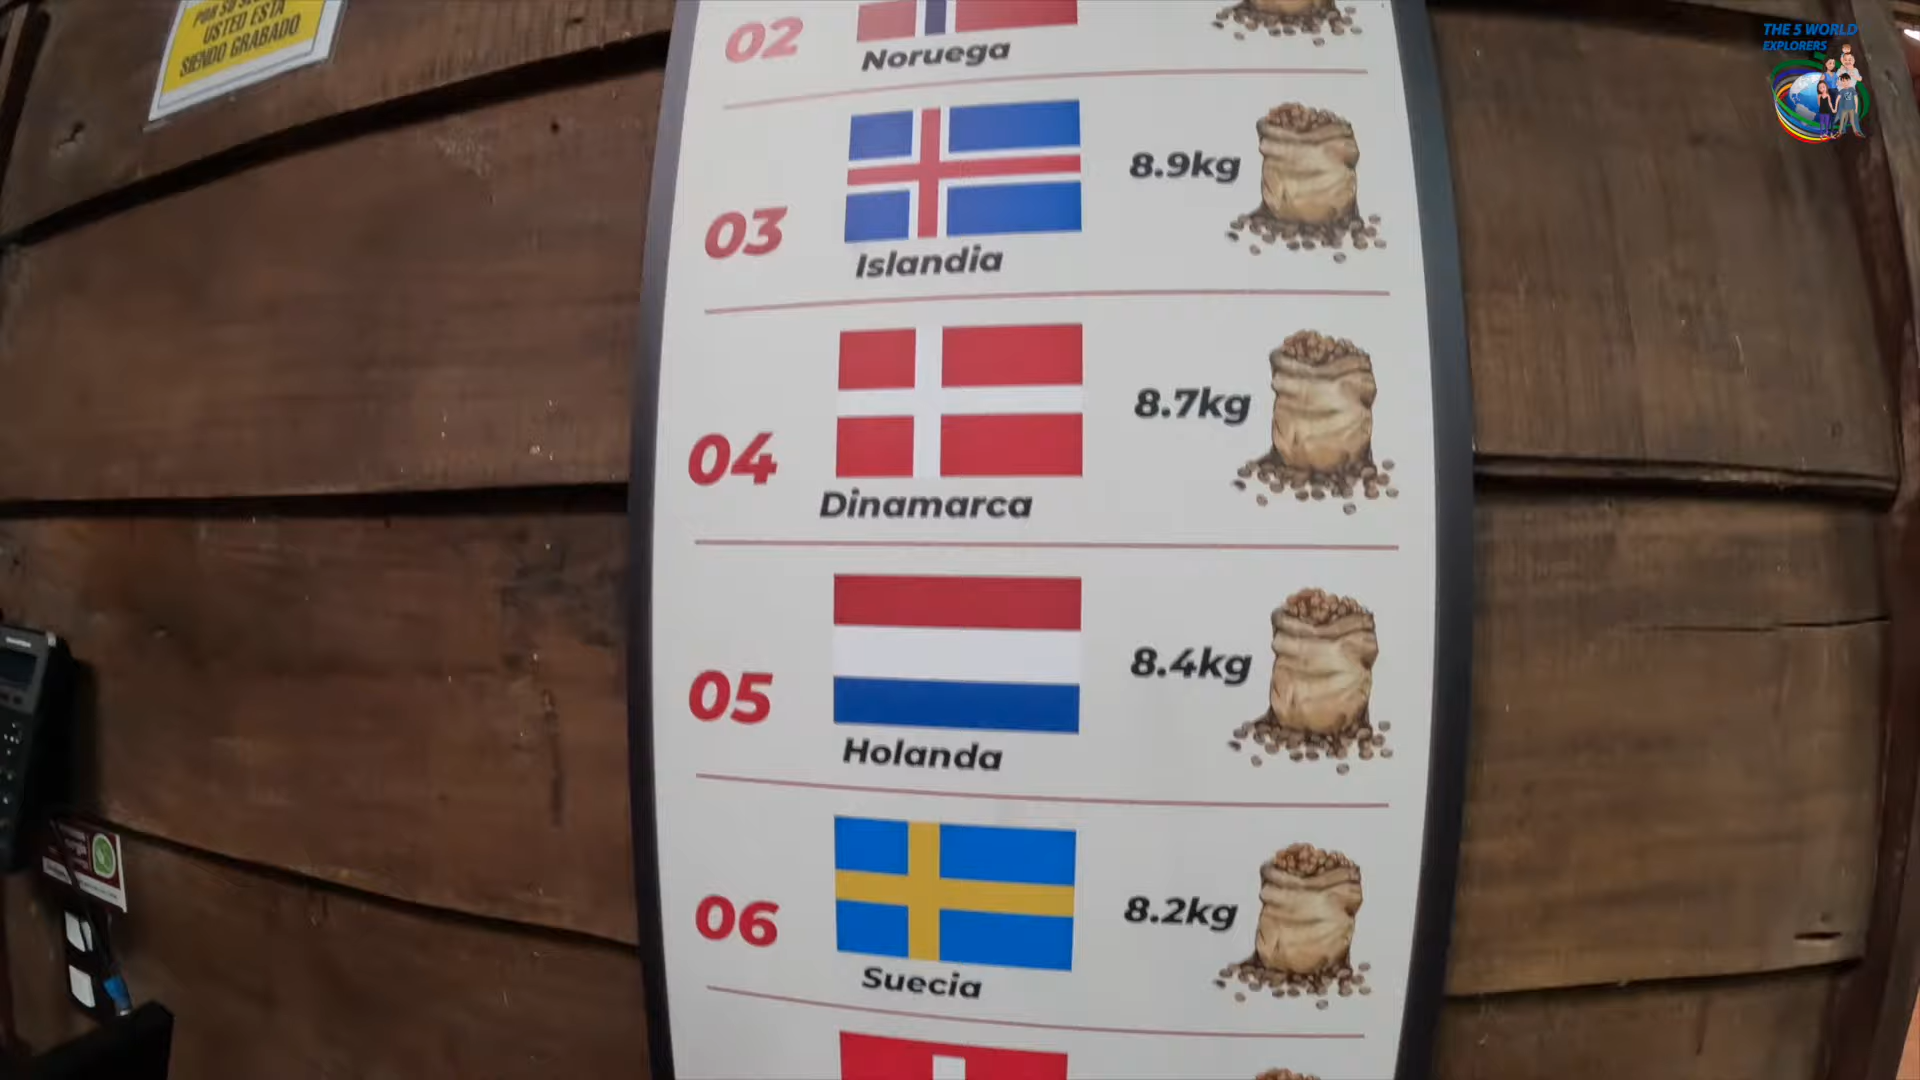 USTED ESTÁ
SIENDO GRABADO
THE 5 WORLD
EXPLORERS
02
Noruega
03
Islandia
8.9kg
04
Dinamarca
8.7kg
05
Holanda
8.4kg
06
Suecia
8.2kg